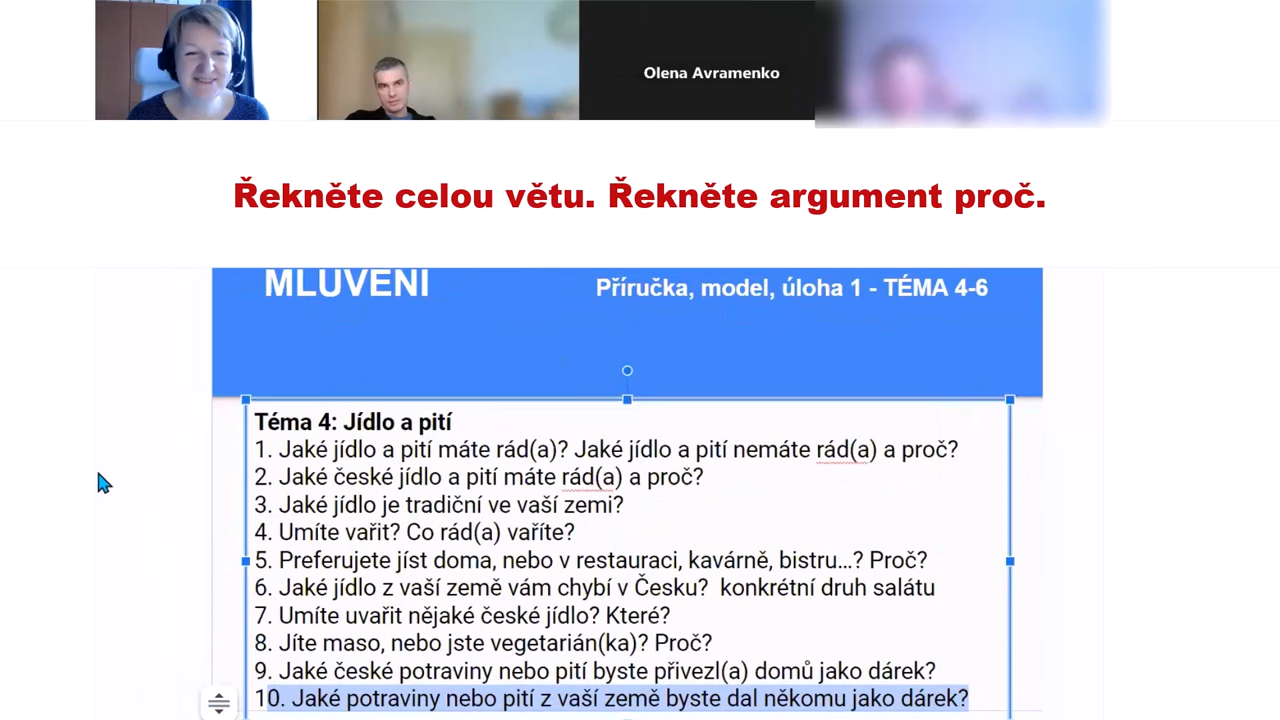 Olena Avramenko
Řekněte celou větu. Řekněte argument proč.
MLUVENÍ
Příručka, model, úloha 1 - TÉMA 4-6
Téma 4: Jídlo a pití
1. Jaké jídlo a pití máte rád(a)? Jaké jídlo a pití nemáte rád(a) a proč?
2. Jaké české jídlo a pití máte rád(a) a proč?
3. Jaké jídlo je tradiční ve vaší zemi?
4. Umíte vařit? Co rád(a) vaříte?
5. Preferujete jíst doma, nebo v restauraci, kavárně, bistru...? Proč?
6. Jaké jídlo z vaší země vám chybí v Česku?  konkrétní druh salátu
7. Umíte uvařit nějaké české jídlo? Které?
8. Jíte maso, nebo jste vegetarián(ka)? Proč?
9. Jaké české potraviny nebo pití byste přivezl(a) domů jako dárek?
10. Jaké potraviny nebo pití z vaší země byste dal někomu jako dárek?